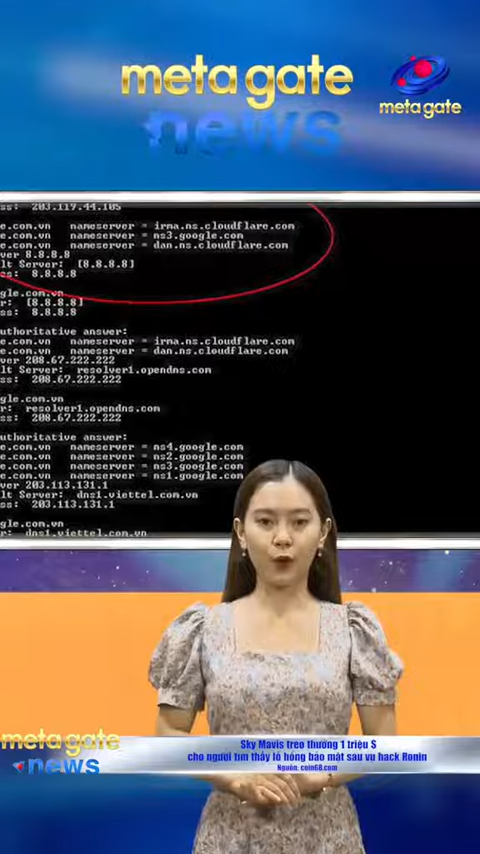 meta gate
news
meta gate
ss: 203.119.44.105
e.com.vn nameserver = irma.ns.cloudflare.com
e.com.vn nameserver = ns3.google.com
e.com.vn nameserver = dan.ns.cloudflare.com
ver 8.8.8.8
lt Server: [8.8.8.8]
ss: 8.8.8.8
gle.com.vn
r: [8.8.8.8]
ss: 8.8.8.8
uthoritative answer:
e.com.vn nameserver = irma.ns.cloudflare.com
e.com.vn nameserver = dan.ns.cloudflare.com
ver 208.67.222.222
lt Server: resolver1.opendns.com
ss: 208.67.222.222
gle.com.vn
r: resolver1.opendns.com
ss: 208.67.222.222
uthoritative answer:
e.com.vn nameserver = ns4.google.com
e.com.vn nameserver = ns2.google.com
e.com.vn nameserver = ns3.google.com
e.com.vn nameserver = ns1.google.com
ver 203.113.131.1
lt Server: dns1.viettel.com.vn
ss: 203.113.131.1
gle.com.vn
r: dns1.viettel.com.vn
meta gate
news
Sky Mavis treo thưởng 1 triệu $
cho người tìm thấy lỗ hổng bảo mật sau vụ hack Ronin
Nguồn: coin68.com